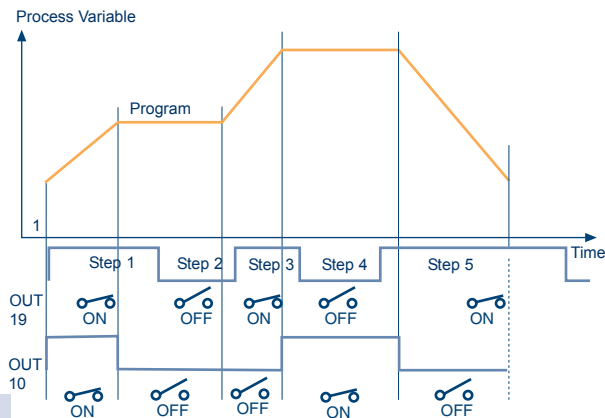 Process Variable
Program
1
Time
Step 1 Step 2 Step 3 Step 4 Step 5
OUT
19
ON OFF ON OFF ON
OUT
10
ON OFF OFF ON OFF